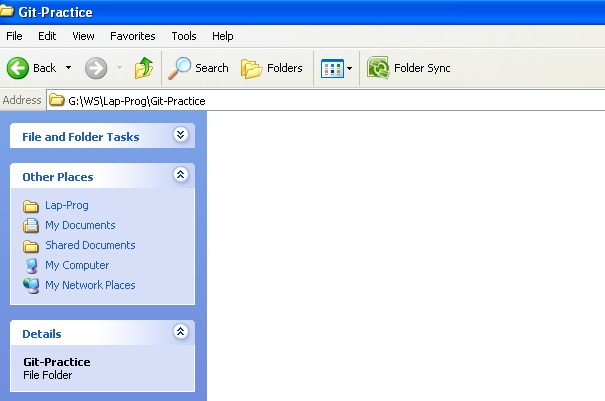 Git-Practice
File Edit View Favorites Tools Help
Back Search Folders Folder Sync
Address G:\WS\Lap-Prog\Git-Practice
File and Folder Tasks
Other Places
Lap-Prog
My Documents
Shared Documents
My Computer
My Network Places
Details
Git-Practice
File Folder